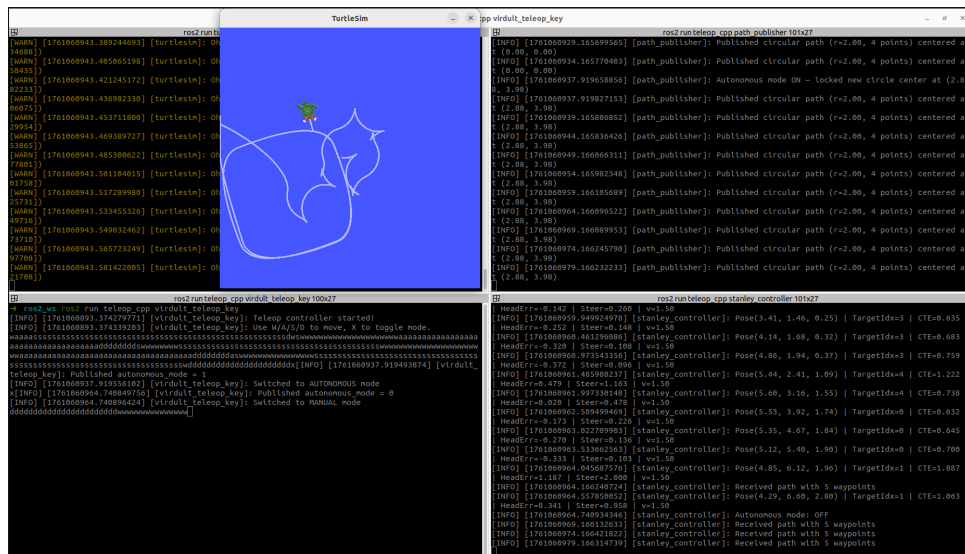 TurtleSim
cpp virdult_teleop_key
ros2 run tu
[WARN] [1761060943.389244693] [turtlesim]: Oh
34688])
[WARN] [1761060943.405065198] [turtlesim]: Oh
58435])
[WARN] [1761060943.421245172] [turtlesim]: Oh
02233])
[WARN] [1761060943.436982330] [turtlesim]: Oh
06075])
[WARN] [1761060943.453711800] [turtlesim]: Oh
29954])
[WARN] [1761060943.469389727] [turtlesim]: Oh
53865])
[WARN] [1761060943.485300622] [turtlesim]: Oh
77801])
[WARN] [1761060943.501104015] [turtlesim]: Oh
01758])
[WARN] [1761060943.517289980] [turtlesim]: Oh
25731])
[WARN] [1761060943.533455326] [turtlesim]: Oh
49716])
[WARN] [1761060943.549032462] [turtlesim]: Oh
73710])
[WARN] [1761060943.565723249] [turtlesim]: Oh
97708])
[WARN] [1761060943.581422005] [turtlesim]: Oh
21708])
ros2 run teleop_cpp path_publisher 101x27
[INFO] [1761060929.165699565] [path_publisher]: Published circular path (r=2.00, 4 points) centered a
t (0.00, 0.00)
[INFO] [1761060934.165770403] [path_publisher]: Published circular path (r=2.00, 4 points) centered a
t (0.00, 0.00)
[INFO] [1761060937.919658856] [path_publisher]: Autonomous mode ON – locked new circle center at (2.8
8, 3.98)
[INFO] [1761060937.919827153] [path_publisher]: Published circular path (r=2.00, 4 points) centered a
t (2.88, 3.98)
[INFO] [1761060939.165886852] [path_publisher]: Published circular path (r=2.00, 4 points) centered a
t (2.88, 3.98)
[INFO] [1761060944.165836426] [path_publisher]: Published circular path (r=2.00, 4 points) centered a
t (2.88, 3.98)
[INFO] [1761060949.166066311] [path_publisher]: Published circular path (r=2.00, 4 points) centered a
t (2.88, 3.98)
[INFO] [1761060954.165982348] [path_publisher]: Published circular path (r=2.00, 4 points) centered a
t (2.88, 3.98)
[INFO] [1761060959.166105689] [path_publisher]: Published circular path (r=2.00, 4 points) centered a
t (2.88, 3.98)
[INFO] [1761060964.166096522] [path_publisher]: Published circular path (r=2.00, 4 points) centered a
t (2.88, 3.98)
[INFO] [1761060969.166089953] [path_publisher]: Published circular path (r=2.00, 4 points) centered a
t (2.88, 3.98)
[INFO] [1761060974.166245790] [path_publisher]: Published circular path (r=2.00, 4 points) centered a
t (2.88, 3.98)
[INFO] [1761060979.166232233] [path_publisher]: Published circular path (r=2.00, 4 points) centered a
t (2.88, 3.98)
ros2 run teleop_cpp virdult_teleop_key 100x27
→ ros2_ws ros2 run teleop_cpp virdult_teleop_key
[INFO] [1761060893.374279771] [virdult_teleop_key]: Teleop controller started!
[INFO] [1761060893.374339203] [virdult_teleop_key]: Use W/A/S/D to move, X to toggle mode.
[INFO] [1761060937.919493874] [virdult_
teleop_key]: Published autonomous_mode = 1
[INFO] [1761060937.919556102] [virdult_teleop_key]: Switched to AUTONOMOUS mode
x[INFO] [1761060964.740849756] [virdult_teleop_key]: Published autonomous_mode = 0
[INFO] [1761060964.740896424] [virdult_teleop_key]: Switched to MANUAL mode
ros2 run teleop_cpp stanley_controller 101x27
| HeadErr=-0.142 | Steer=0.260 | v=1.50
[INFO] [1761060959.949924978] [stanley_controller]: Pose(3.41, 1.46, 0.25) | TargetIdx=3 | CTE=0.635
| HeadErr=-0.252 | Steer=0.148 | v=1.50
[INFO] [1761060960.461296086] [stanley_controller]: Pose(4.14, 1.68, 0.32) | TargetIdx=3 | CTE=0.683
| HeadErr=-0.320 | Steer=0.108 | v=1.50
[INFO] [1761060960.973543356] [stanley_controller]: Pose(4.86, 1.94, 0.37) | TargetIdx=3 | CTE=0.759
| HeadErr=-0.372 | Steer=0.096 | v=1.50
[INFO] [1761060961.485980237] [stanley_controller]: Pose(5.44, 2.41, 1.09) | TargetIdx=4 | CTE=1.222
| HeadErr=0.479 | Steer=1.163 | v=1.50
[INFO] [1761060961.997330148] [stanley_controller]: Pose(5.60, 3.16, 1.55) | TargetIdx=4 | CTE=0.738
| HeadErr=0.020 | Steer=0.478 | v=1.50
[INFO] [1761060962.509499469] [stanley_controller]: Pose(5.53, 3.92, 1.74) | TargetIdx=0 | CTE=0.632
| HeadErr=-0.173 | Steer=0.226 | v=1.50
[INFO] [1761060963.022709903] [stanley_controller]: Pose(5.35, 4.67, 1.84) | TargetIdx=0 | CTE=0.645
| HeadErr=-0.270 | Steer=0.136 | v=1.50
[INFO] [1761060963.533662563] [stanley_controller]: Pose(5.12, 5.40, 1.90) | TargetIdx=0 | CTE=0.700
| HeadErr=-0.333 | Steer=0.103 | v=1.50
[INFO] [1761060964.045687576] [stanley_controller]: Pose(4.85, 6.12, 1.96) | TargetIdx=1 | CTE=1.887
| HeadErr=1.187 | Steer=2.000 | v=1.50
[INFO] [1761060964.166240724] [stanley_controller]: Received path with 5 waypoints
[INFO] [1761060964.557850052] [stanley_controller]: Pose(4.29, 6.60, 2.80) | TargetIdx=1 | CTE=1.063
| HeadErr=0.341 | Steer=0.958 | v=1.50
[INFO] [1761060964.740934346] [stanley_controller]: Autonomous mode: OFF
[INFO] [1761060969.166132633] [stanley_controller]: Received path with 5 waypoints
[INFO] [1761060974.166421822] [stanley_controller]: Received path with 5 waypoints
[INFO] [1761060979.166314739] [stanley_controller]: Received path with 5 waypoints